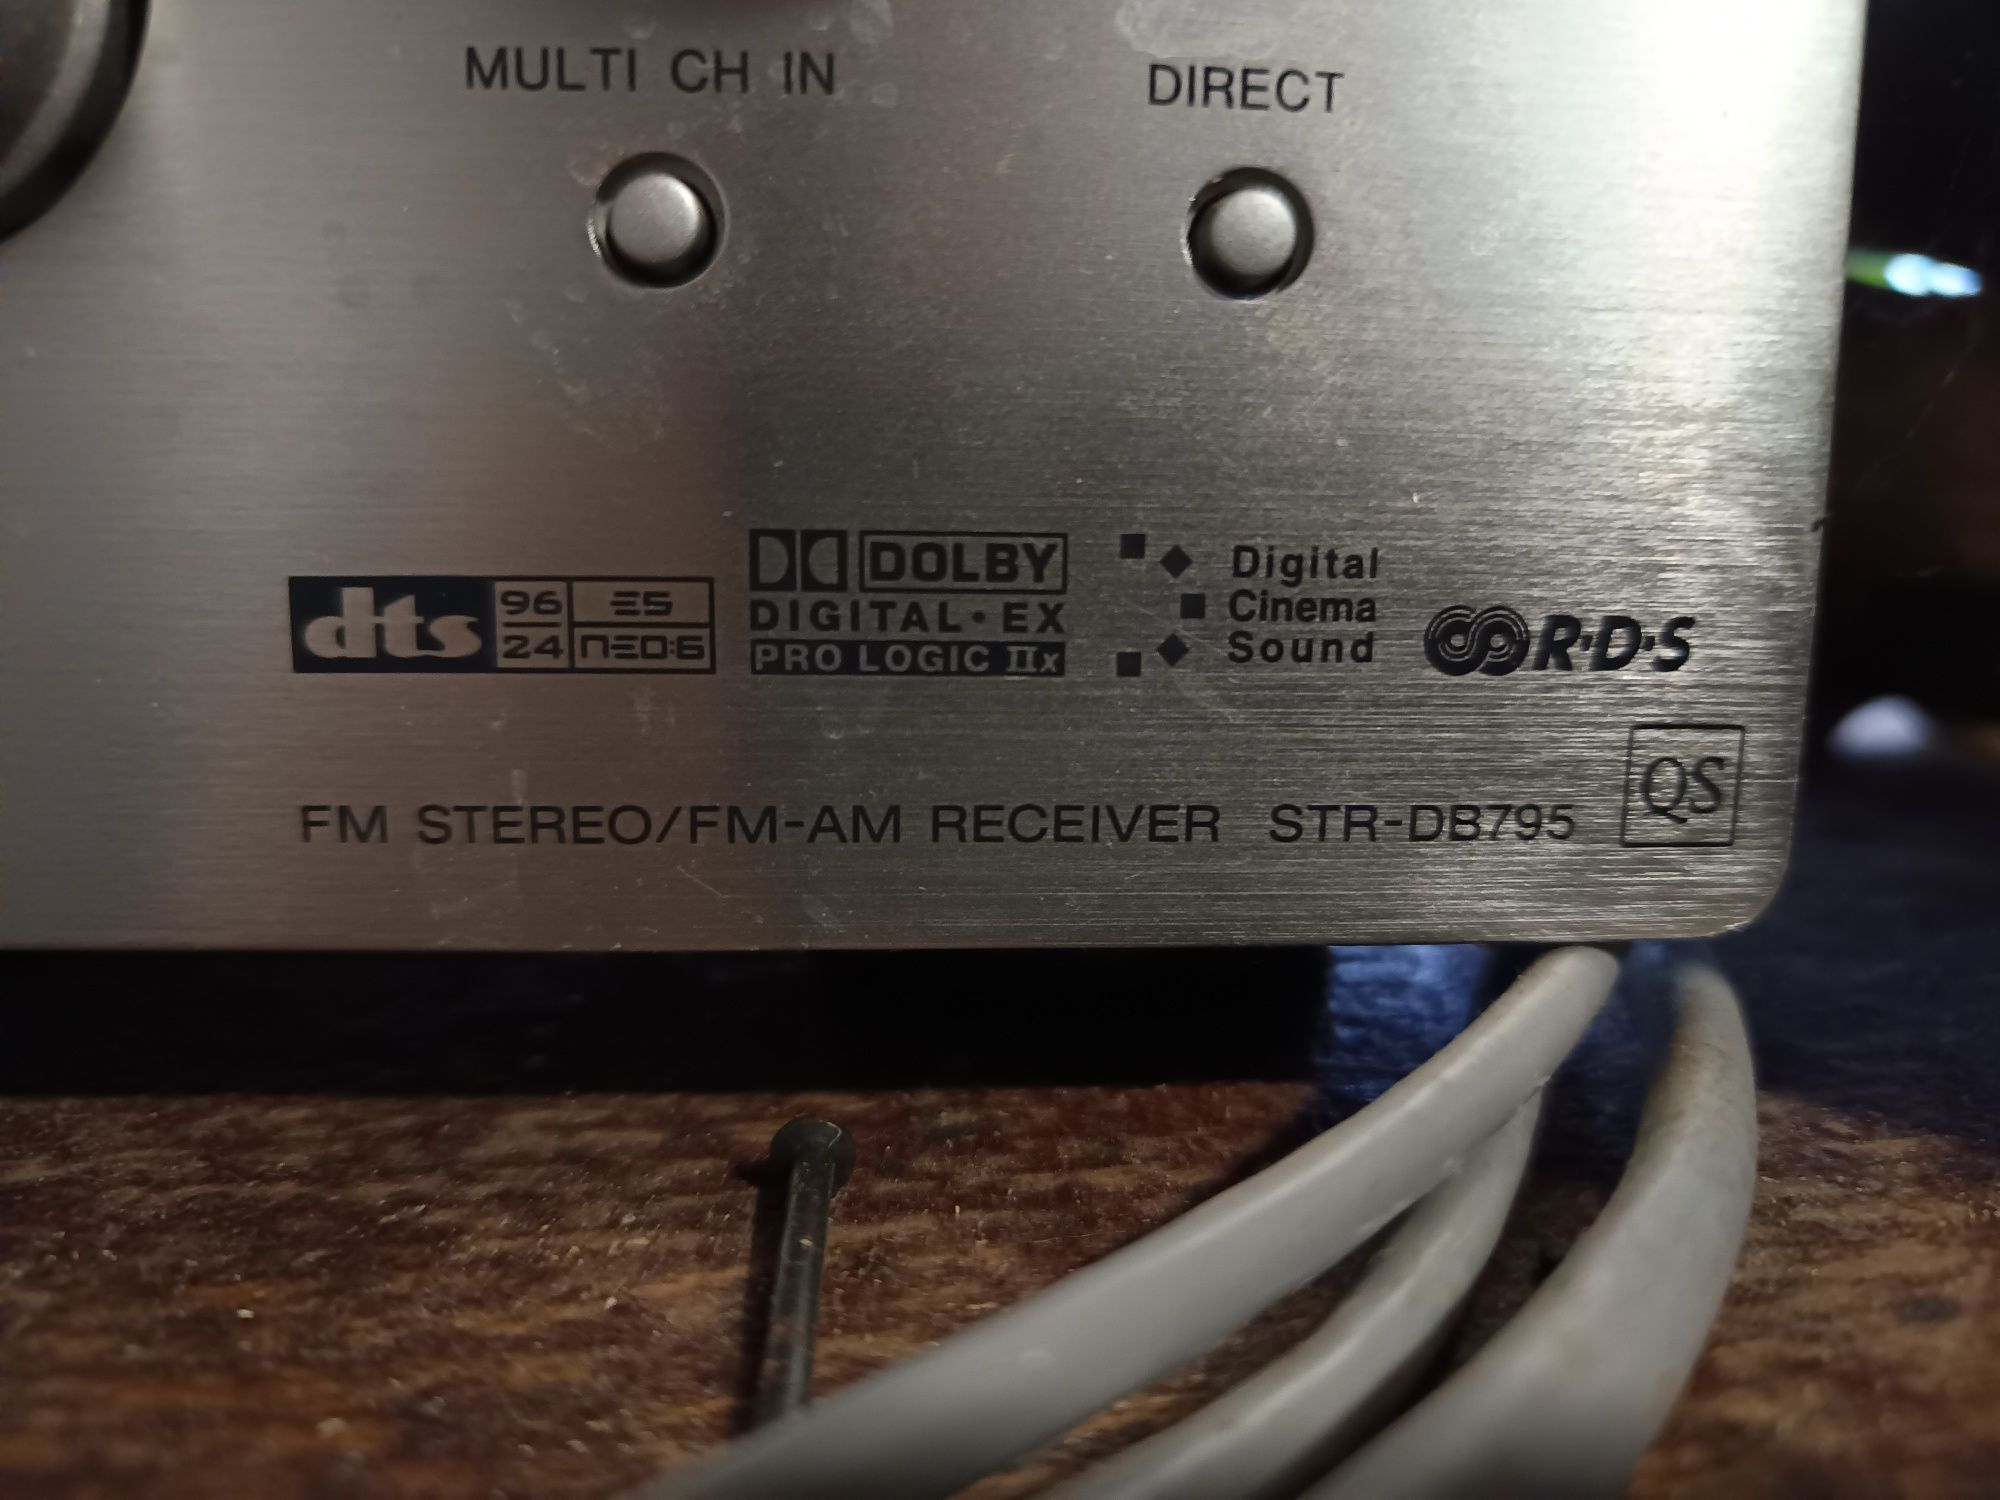 MULTI CH IN
DIRECT
dts 96 24 ES NEO:6
DOLBY
DIGITAL・EX
PRO LOGIC IIx
Digital
Cinema
Sound
R·D·S
QS
FM STEREO/FM-AM RECEIVER STR-DB795